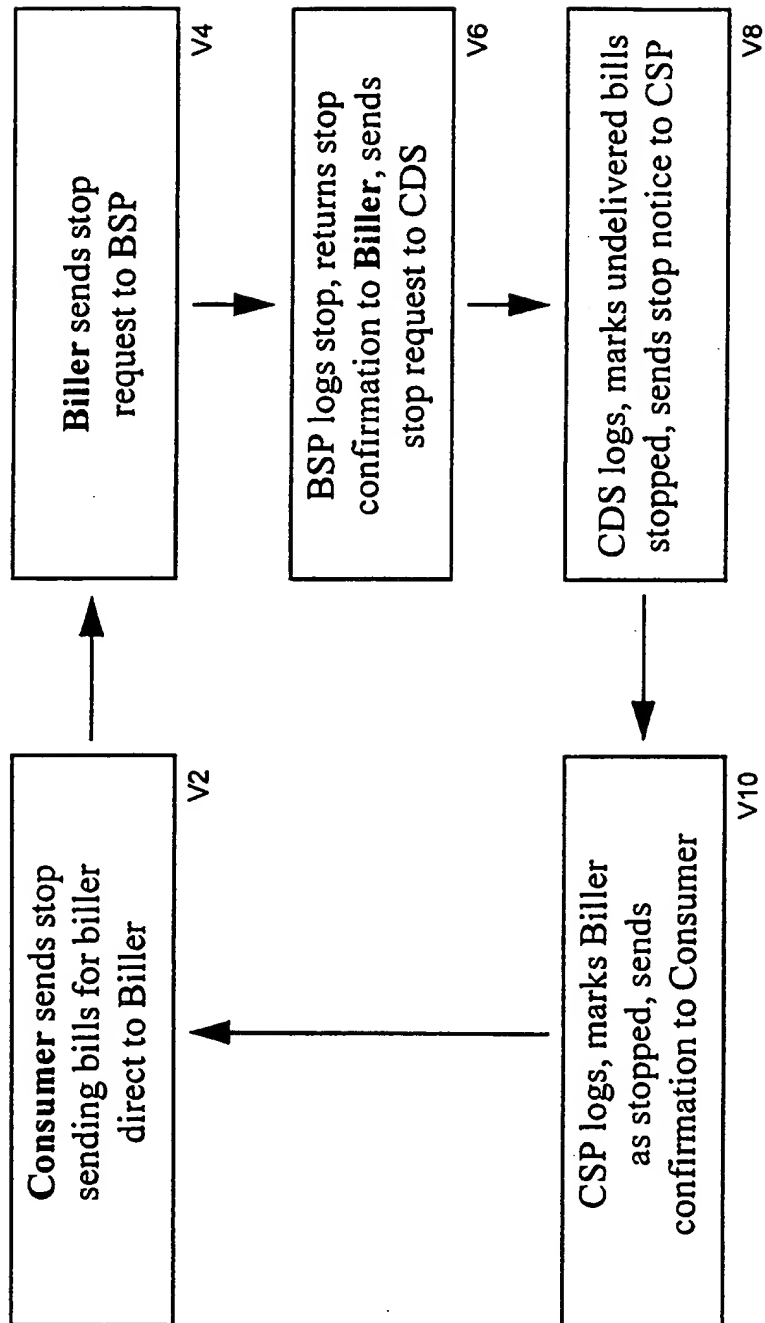 Consumer sends stop
sending bills for biller
direct to Biller
V2
Biller sends stop
request to BSP
V4
BSP logs stop, returns stop
confirmation to Biller, sends
stop request to CDS
V6
CDS logs, marks undelivered bills
stopped, sends stop notice to CSP
V8
CSP logs, marks Biller
as stopped, sends
confirmation to Consumer
V10